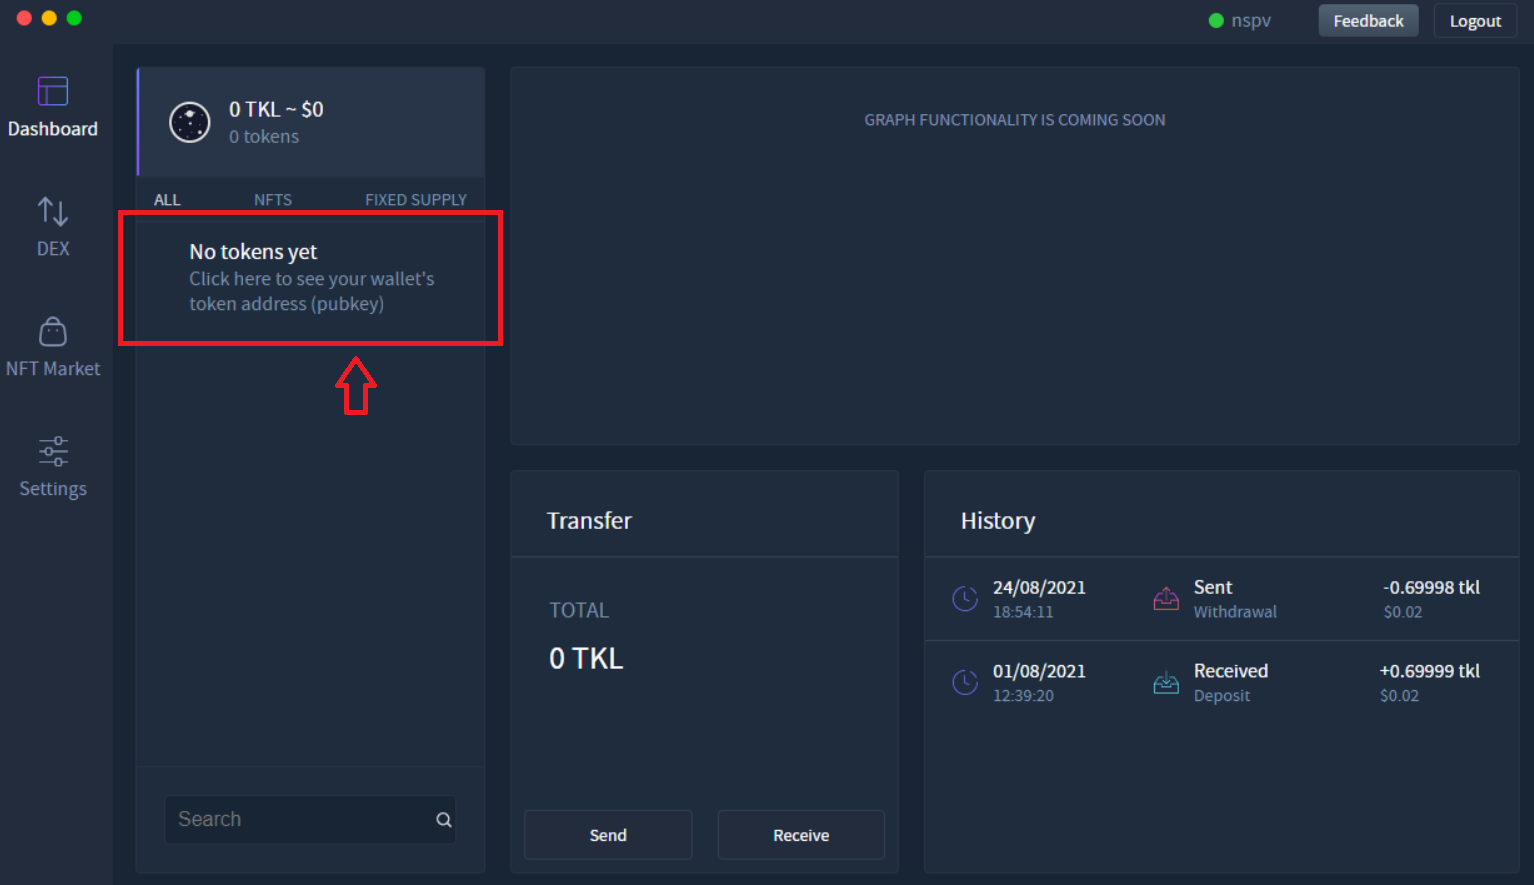 nspv
Feedback
Logout
Dashboard
DEX
NFT Market
Settings
0 TKL ~ $0
0 tokens
ALL NFTS FIXED SUPPLY
No tokens yet
Click here to see your wallet's
token address (pubkey)
Search
GRAPH FUNCTIONALITY IS COMING SOON
Transfer
TOTAL
0 TKL
Send
Receive
History
24/08/2021 Sent -0.69998 tkl
18:54:11 Withdrawal $0.02
01/08/2021 Received +0.69999 tkl
12:39:20 Deposit $0.02